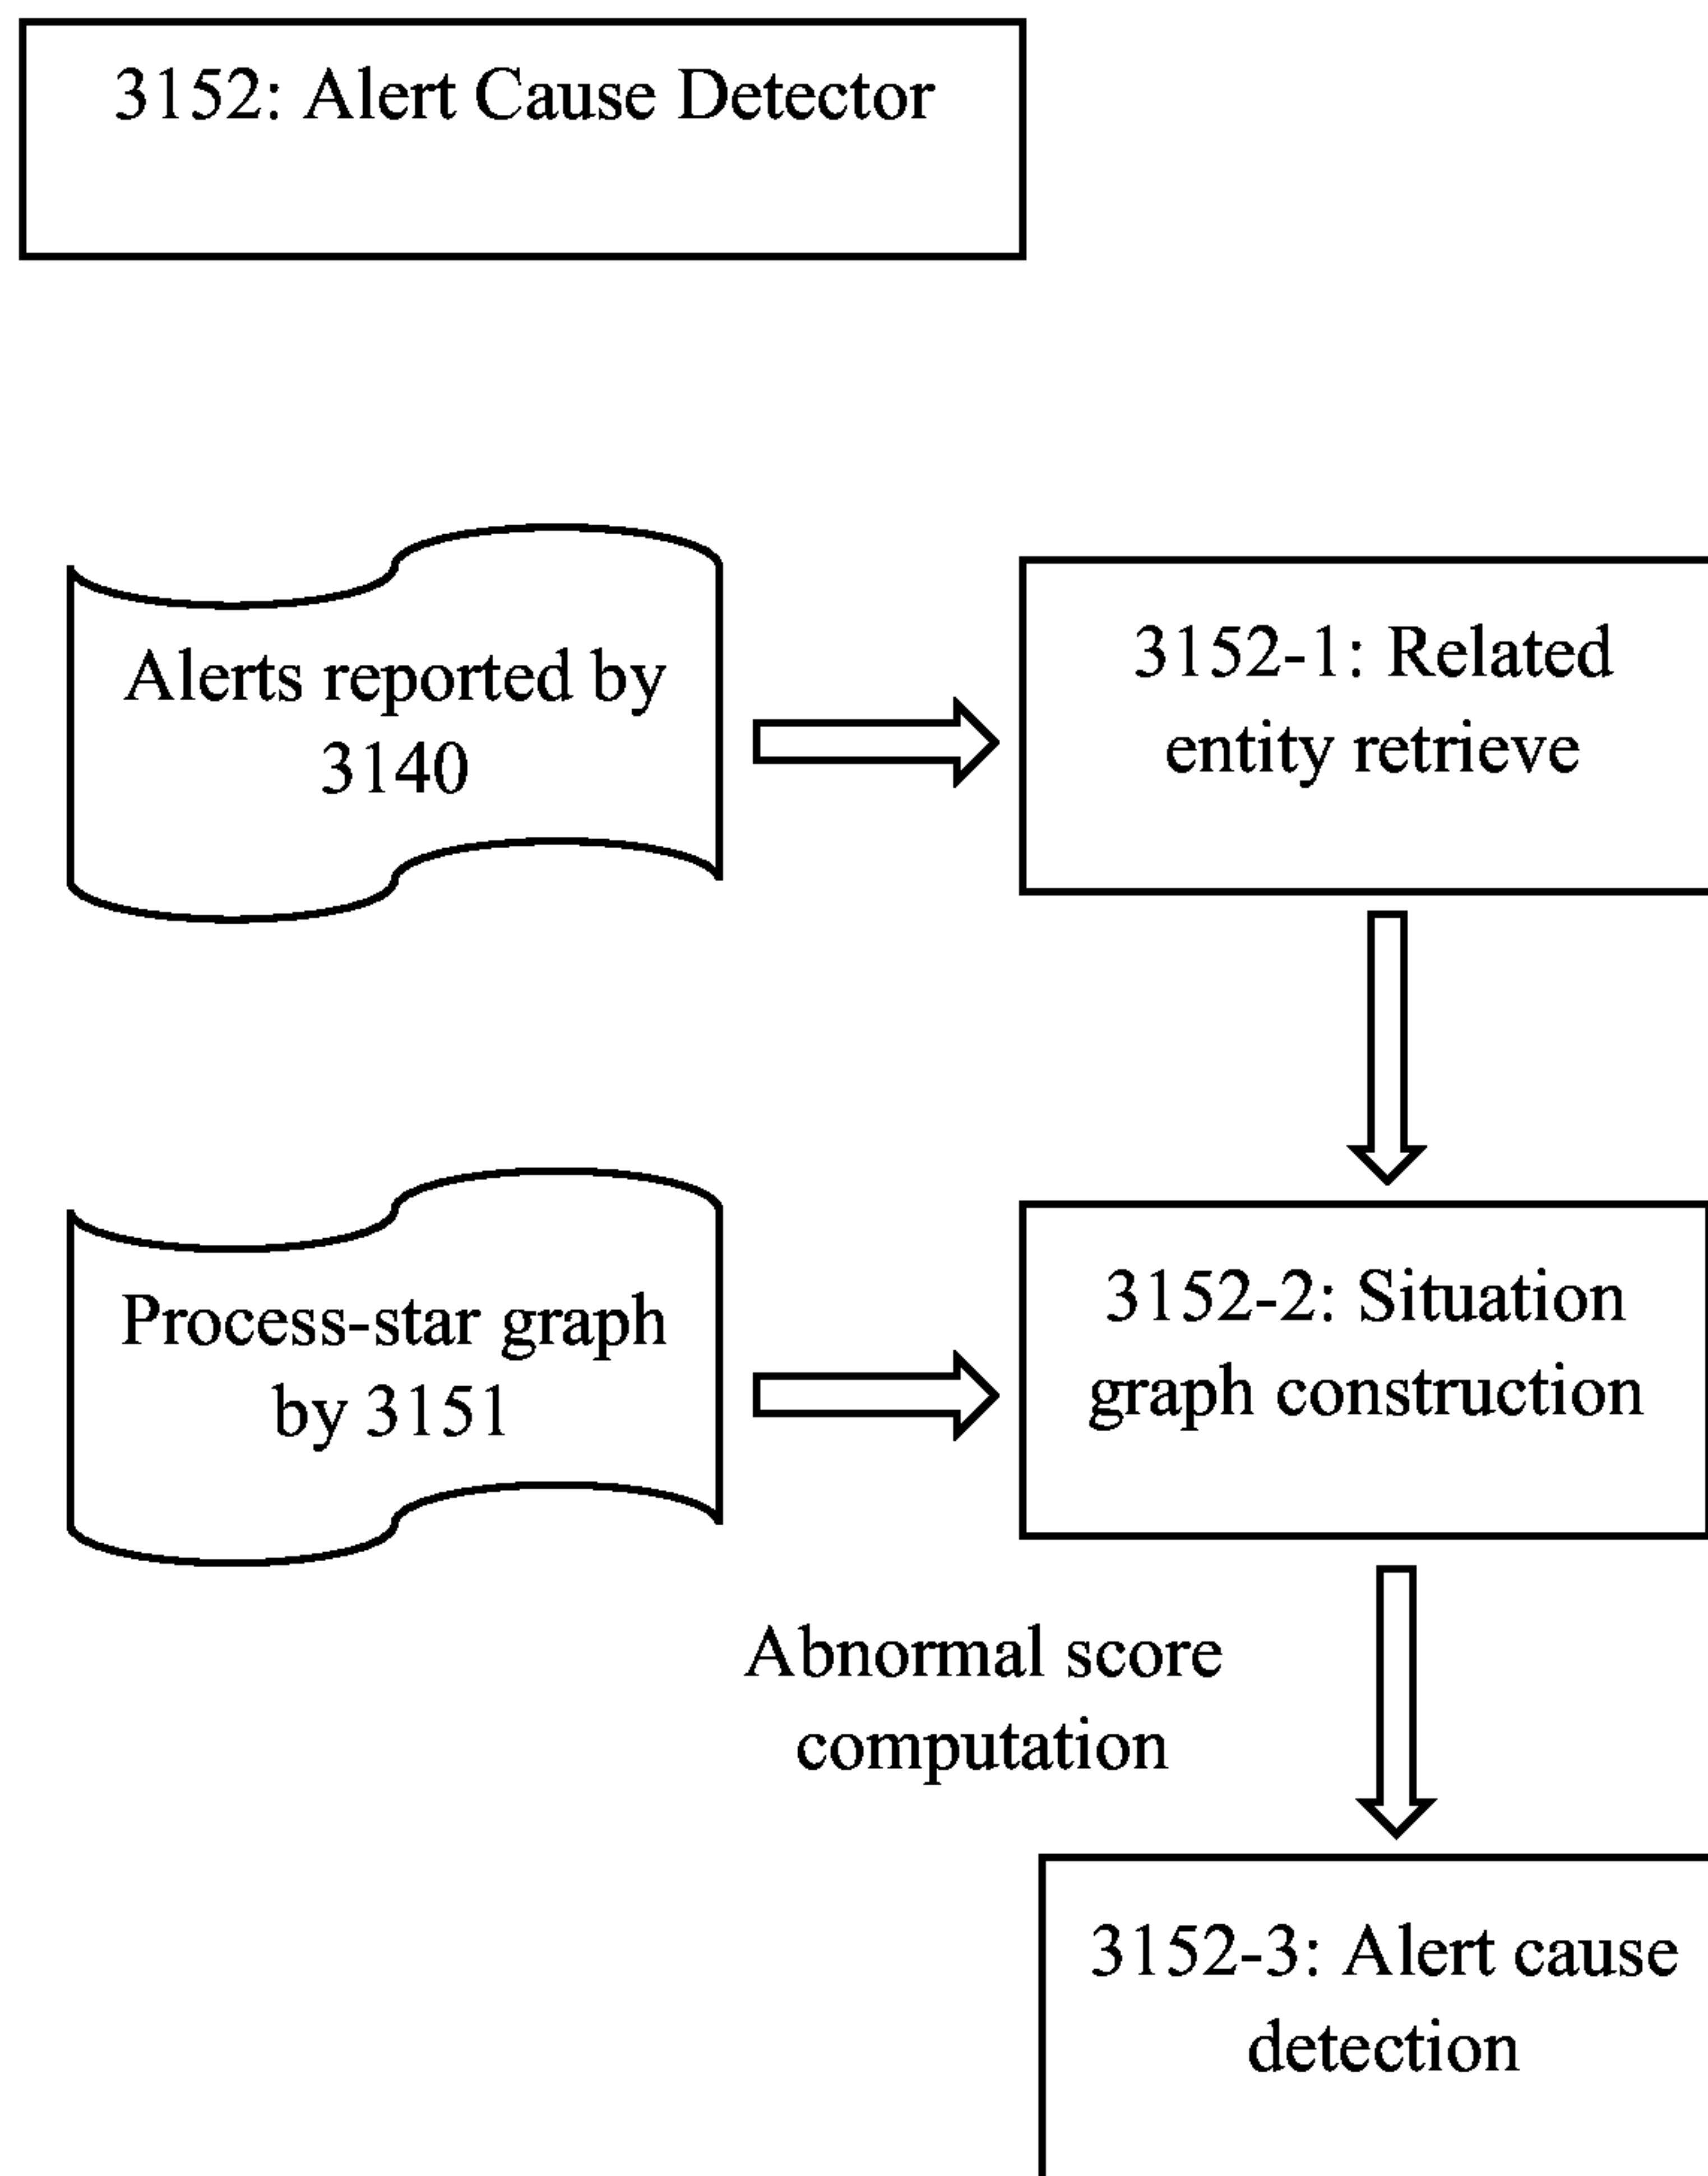 3152: Alert Cause Detector
Alerts reported by
3140
3152-1: Related
entity retrieve
Process-star graph
by 3151
3152-2: Situation
graph construction
Abnormal score
computation
3152-3: Alert cause
detection